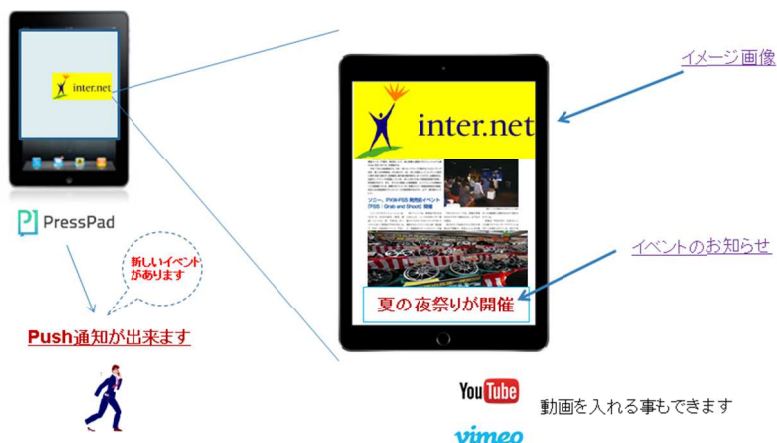 inter.net
PressPad
新しいイベント
があります
Push通知が出来ます
inter.net
ソニー、PXW-FS5 発売前イベント
「FS5：Grab and Shoot」開催
夏の夜祭りが開催
イメージ画像
イベントのお知らせ
YouTube
vimeo
動画を入れる事もできます